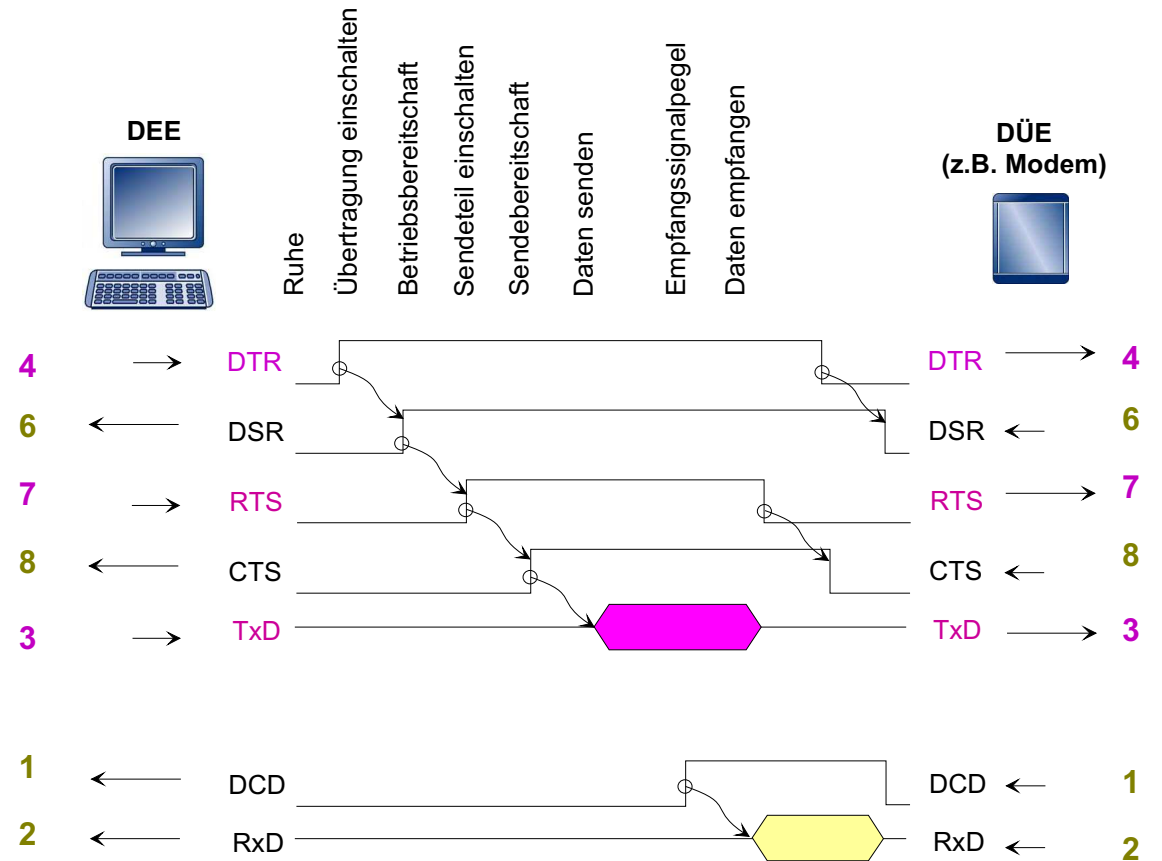 DEE
Ruhe
Übertragung einschalten
Betriebsbereitschaft
Sendeteil einschalten
Sendebereitschaft
Daten senden
Empfangssignalpegel
Daten empfangen
DÜE
(z.B. Modem)
4 DTR DTR 4
6 DSR DSR 6
7 RTS RTS 7
8 CTS CTS 8
3 TxD TxD 3
1 DCD DCD 1
2 RxD RxD 2